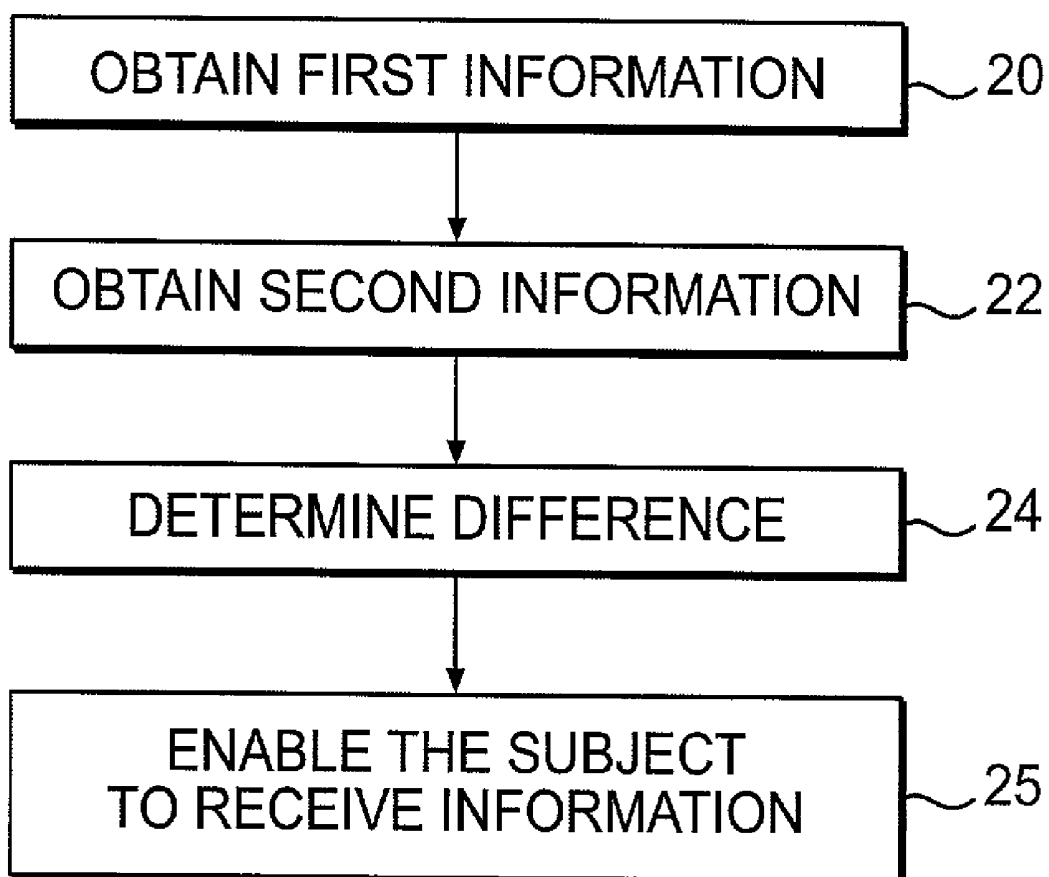 OBTAIN FIRST INFORMATION
20
OBTAIN SECOND INFORMATION
22
DETERMINE DIFFERENCE
24
ENABLE THE SUBJECT
TO RECEIVE INFORMATION
25